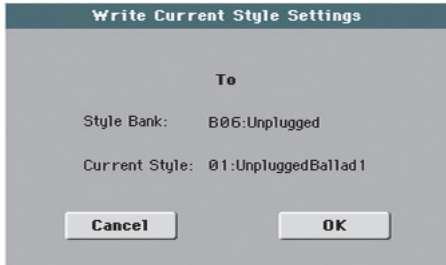 Write Current Style Settings
To
Style Bank: B06:Unplugged
Current Style: 01:UnpluggedBallad1
Cancel OK